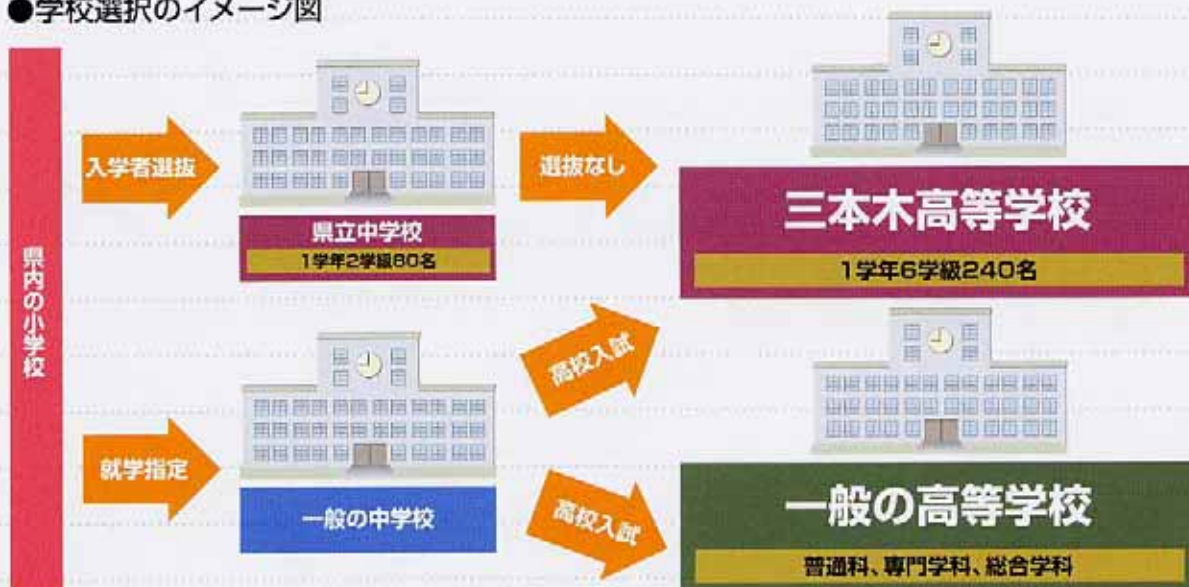 ●学校選択のイメージ図
県内の小学校
入学者選抜
県立中学校
1学年2学級80名
選抜なし
三本木高等学校
1学年6学級240名
就学指定
一般の中学校
高校入試
高校入試
一般の高等学校
普通科、専門学科、総合学科